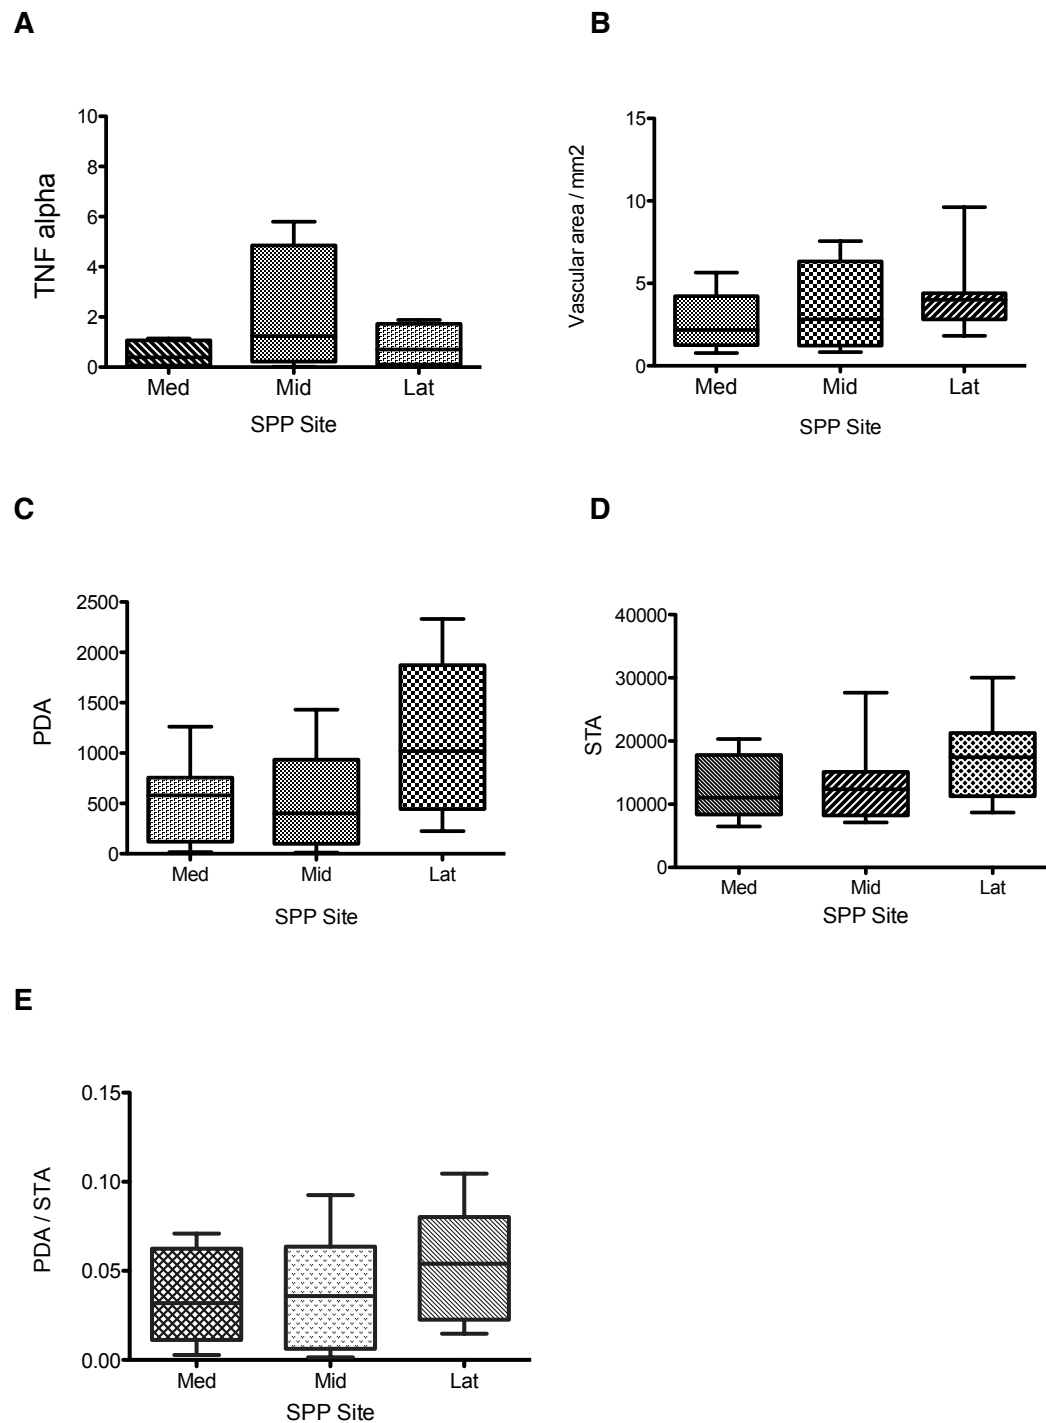 A
B
10
8
6
4
2
0
TNF alpha
Med Mid Lat
SPP Site
15
10
5
0
Vascular area / mm2
Med Mid Lat
SPP Site
C
D
2500
2000
1500
1000
500
0
PDA
Med Mid Lat
SPP Site
40000
30000
20000
10000
0
STA
Med Mid Lat
SPP Site
E
0.15
0.10
0.05
0.00
PDA / STA
Med Mid Lat
SPP Site